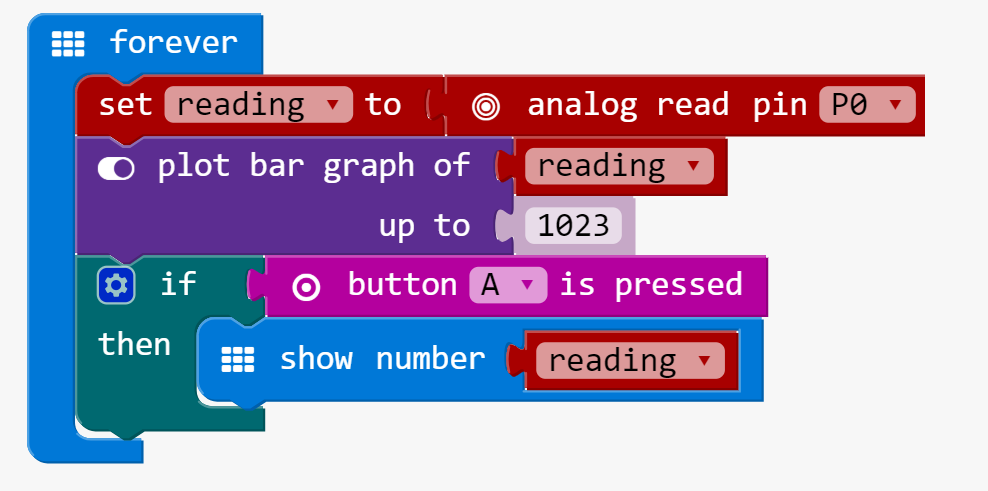 forever
set reading to analog read pin P0
plot bar graph of reading
up to 1023
if button A is pressed
then show number reading